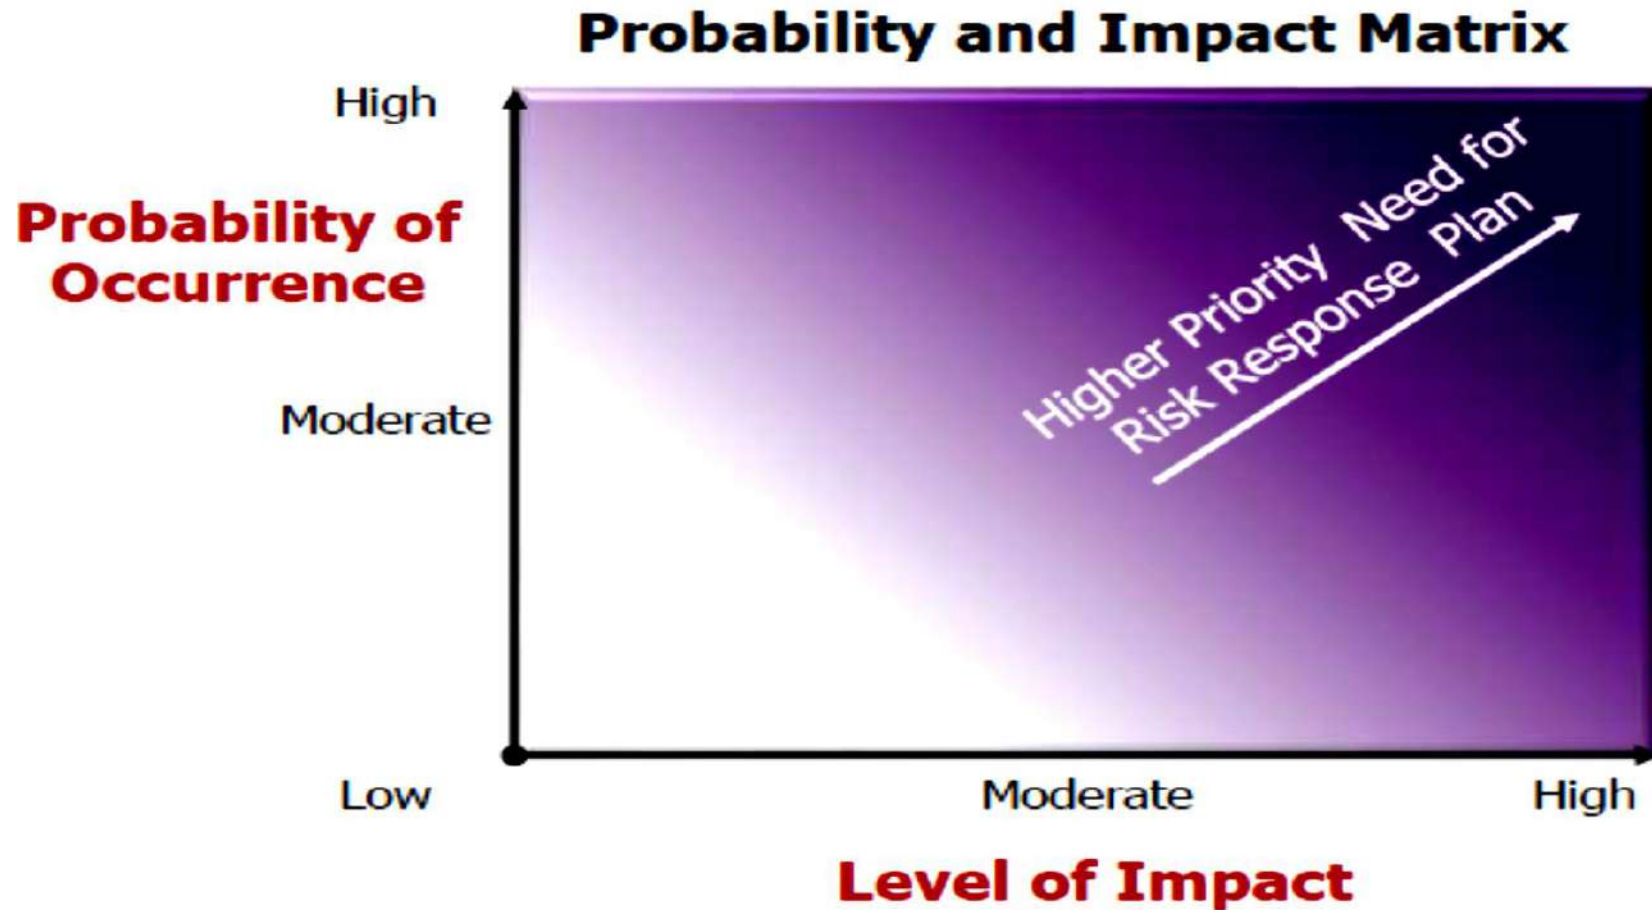 Probability and Impact Matrix
High
Probability of
Occurrence
Higher Priority Need for
Risk Response Plan
Moderate
Low
Moderate
High
Level of Impact